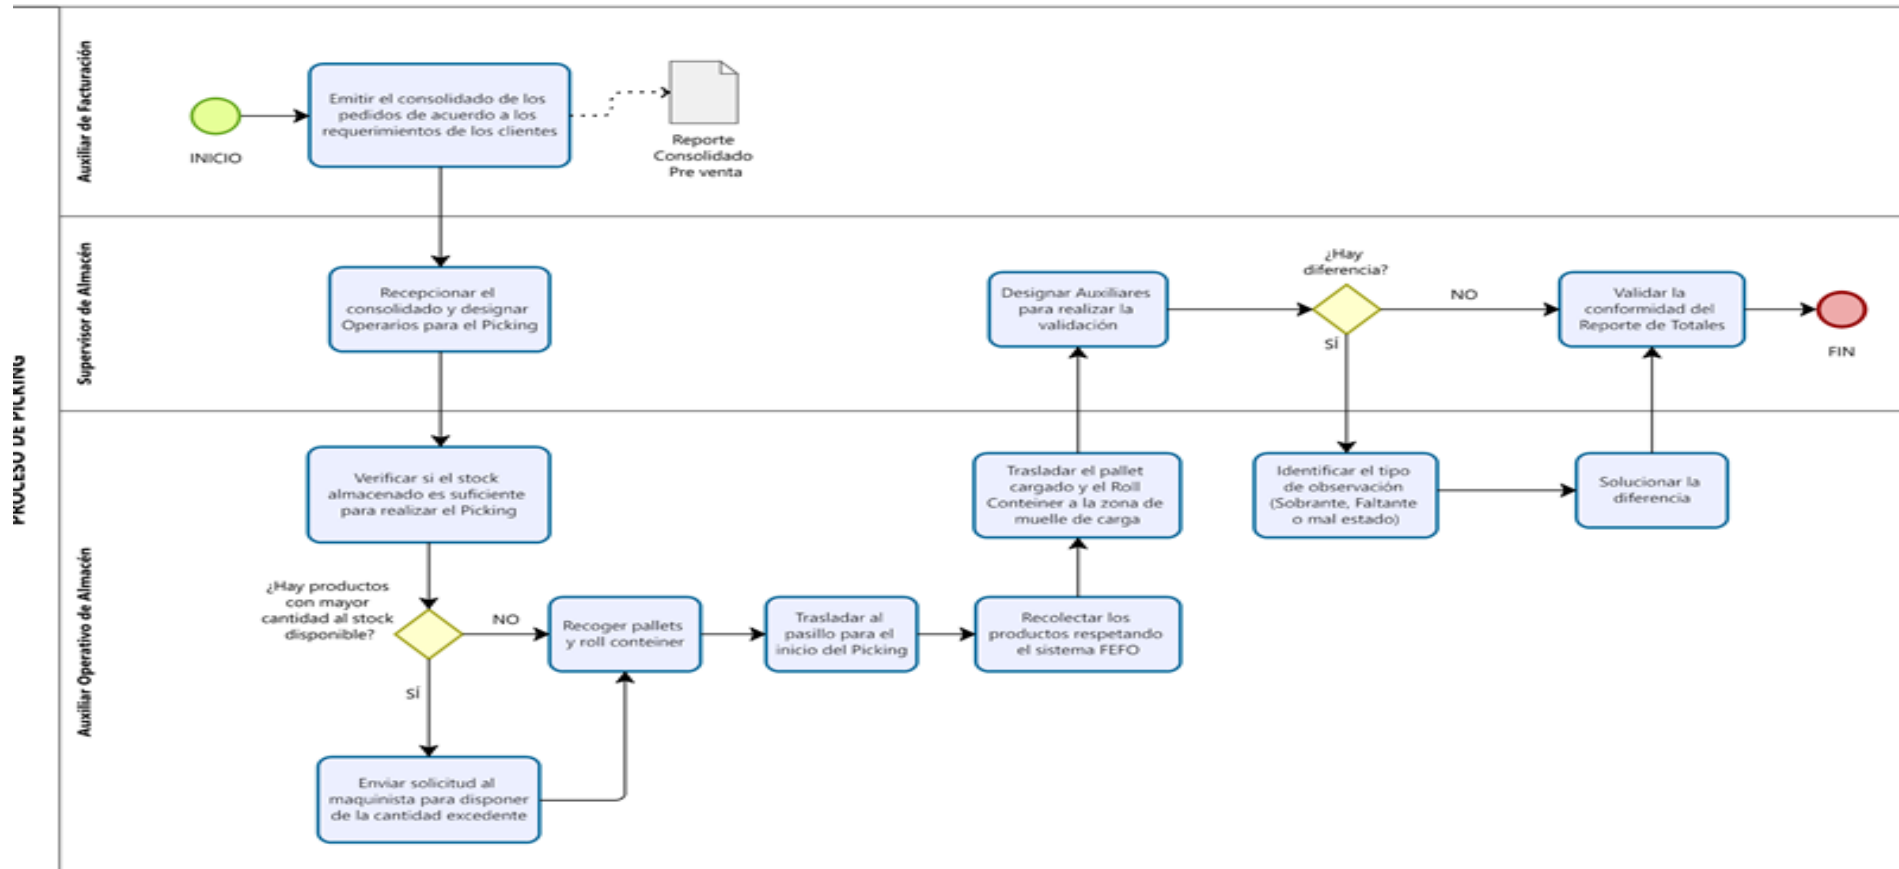 PROCESO DE PICKING
Auxiliar de Facturación
INICIO
Emitir el consolidado de los
pedidos de acuerdo a los
requerimientos de los clientes
Reporte
Consolidado
Pre venta
Supervisor de Almacén
Recepcionar el
consolidado y designar
Operarios para el Picking
Designar Auxiliares
para realizar la
validación
¿Hay
diferencia?
NO
SÍ
Validar la
conformidad del
Reporte de Totales
FIN
Auxiliar Operativo de Almacén
Verificar si el stock
almacenado es suficiente
para realizar el Picking
¿Hay productos
con mayor
cantidad al stock
disponible?
NO
SÍ
Enviar solicitud al
maquinista para disponer
de la cantidad excedente
Recoger pallets
y roll conteiner
Trasladar al
pasillo para el
inicio del Picking
Recolectar los
productos respetando
el sistema FEFO
Trasladar el pallet
cargado y el Roll
Conteiner a la zona de
muelle de carga
Identificar el tipo
de observación
(Sobrante, Faltante
o mal estado)
Solucionar la
diferencia